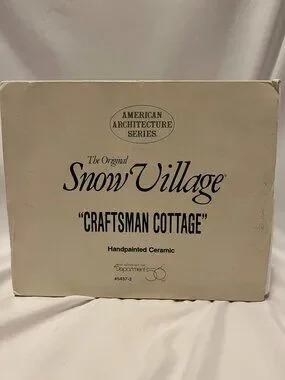 AMERICAN
ARCHITECTURE
SERIES
The Original
Snow Village®
"CRAFTSMAN COTTAGE"
Handpainted Ceramic
Department 56
#5437-2